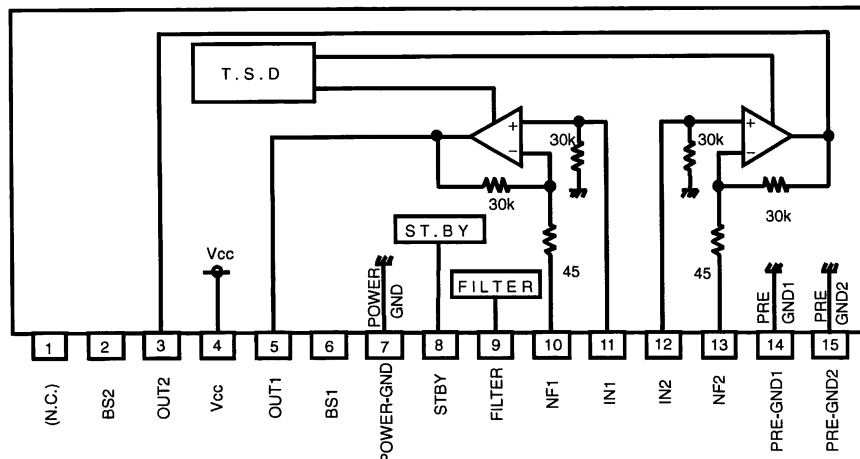 T.S.D
+
−
30k
30k
+
−
30k
30k
ST.BY
45
45
Vcc
FILTER
POWER
GND
PRE
GND1
PRE
GND2
1
2
3
4
5
6
7
8
9
10
11
12
13
14
15
(N.C.)
BS2
OUT2
Vcc
OUT1
BS1
POWER-GND
STBY
FILTER
NF1
IN1
IN2
NF2
PRE-GND1
PRE-GND2